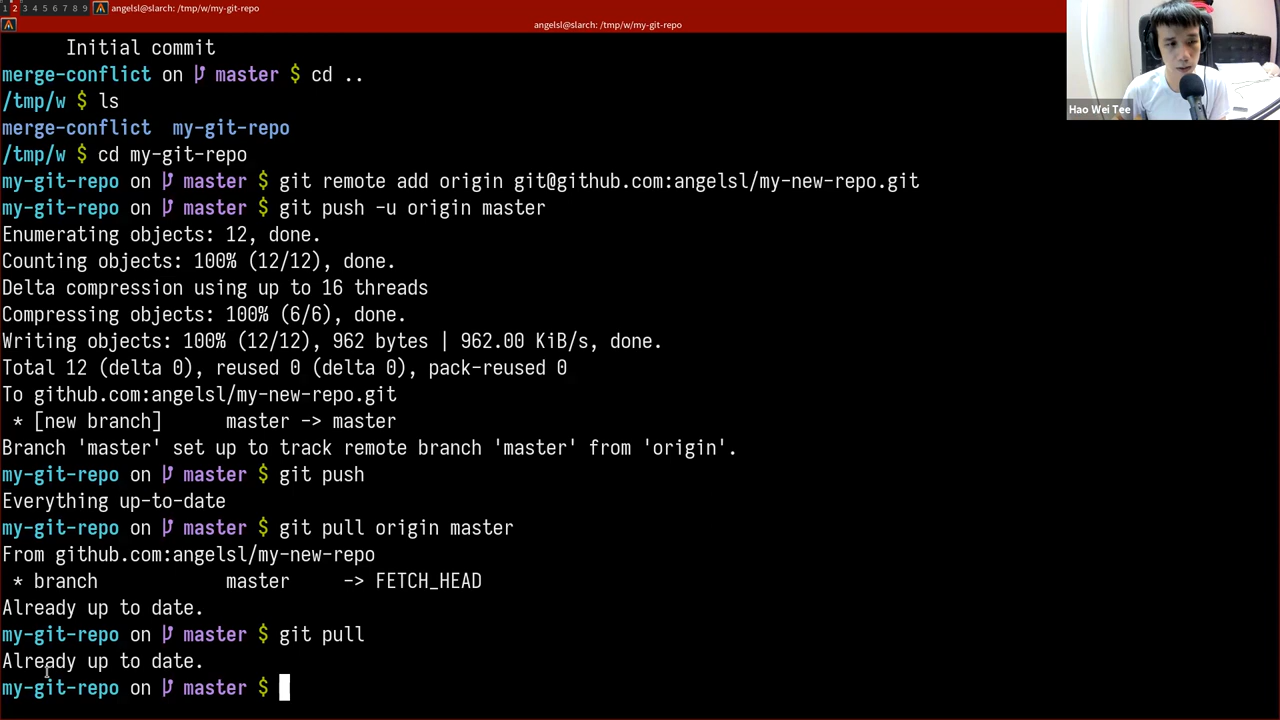 1 2 3 4 5 6 7 8 9 angelsl@slarch: /tmp/w/my-git-repo
angelsl@slarch: /tmp/w/my-git-repo
Initial commit
merge-conflict on master $ cd ..
/tmp/w $ ls
merge-conflict my-git-repo
/tmp/w $ cd my-git-repo
my-git-repo on master $ git remote add origin git@github.com:angelsl/my-new-repo.git
my-git-repo on master $ git push -u origin master
Enumerating objects: 12, done.
Counting objects: 100% (12/12), done.
Delta compression using up to 16 threads
Compressing objects: 100% (6/6), done.
Writing objects: 100% (12/12), 962 bytes | 962.00 KiB/s, done.
Total 12 (delta 0), reused 0 (delta 0), pack-reused 0
To github.com:angelsl/my-new-repo.git
* [new branch] master -> master
Branch 'master' set up to track remote branch 'master' from 'origin'.
my-git-repo on master $ git push
Everything up-to-date
my-git-repo on master $ git pull origin master
From github.com:angelsl/my-new-repo
* branch master -> FETCH_HEAD
Already up to date.
my-git-repo on master $ git pull
Already up to date.
my-git-repo on master $
Hao Wei Tee